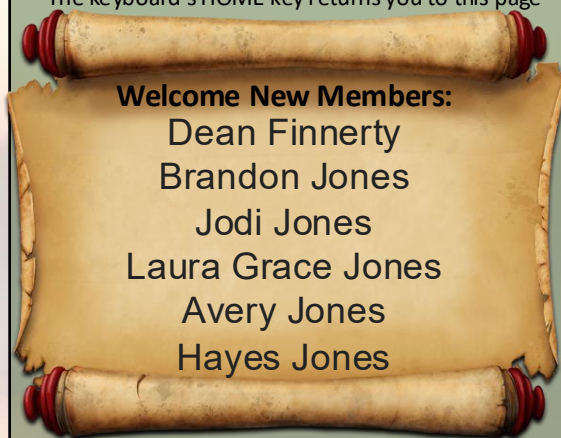 The keyboard's HOME key returns you to this page
Welcome New Members:
Dean Finnerty
Brandon Jones
Jodi Jones
Laura Grace Jones
Avery Jones
Hayes Jones